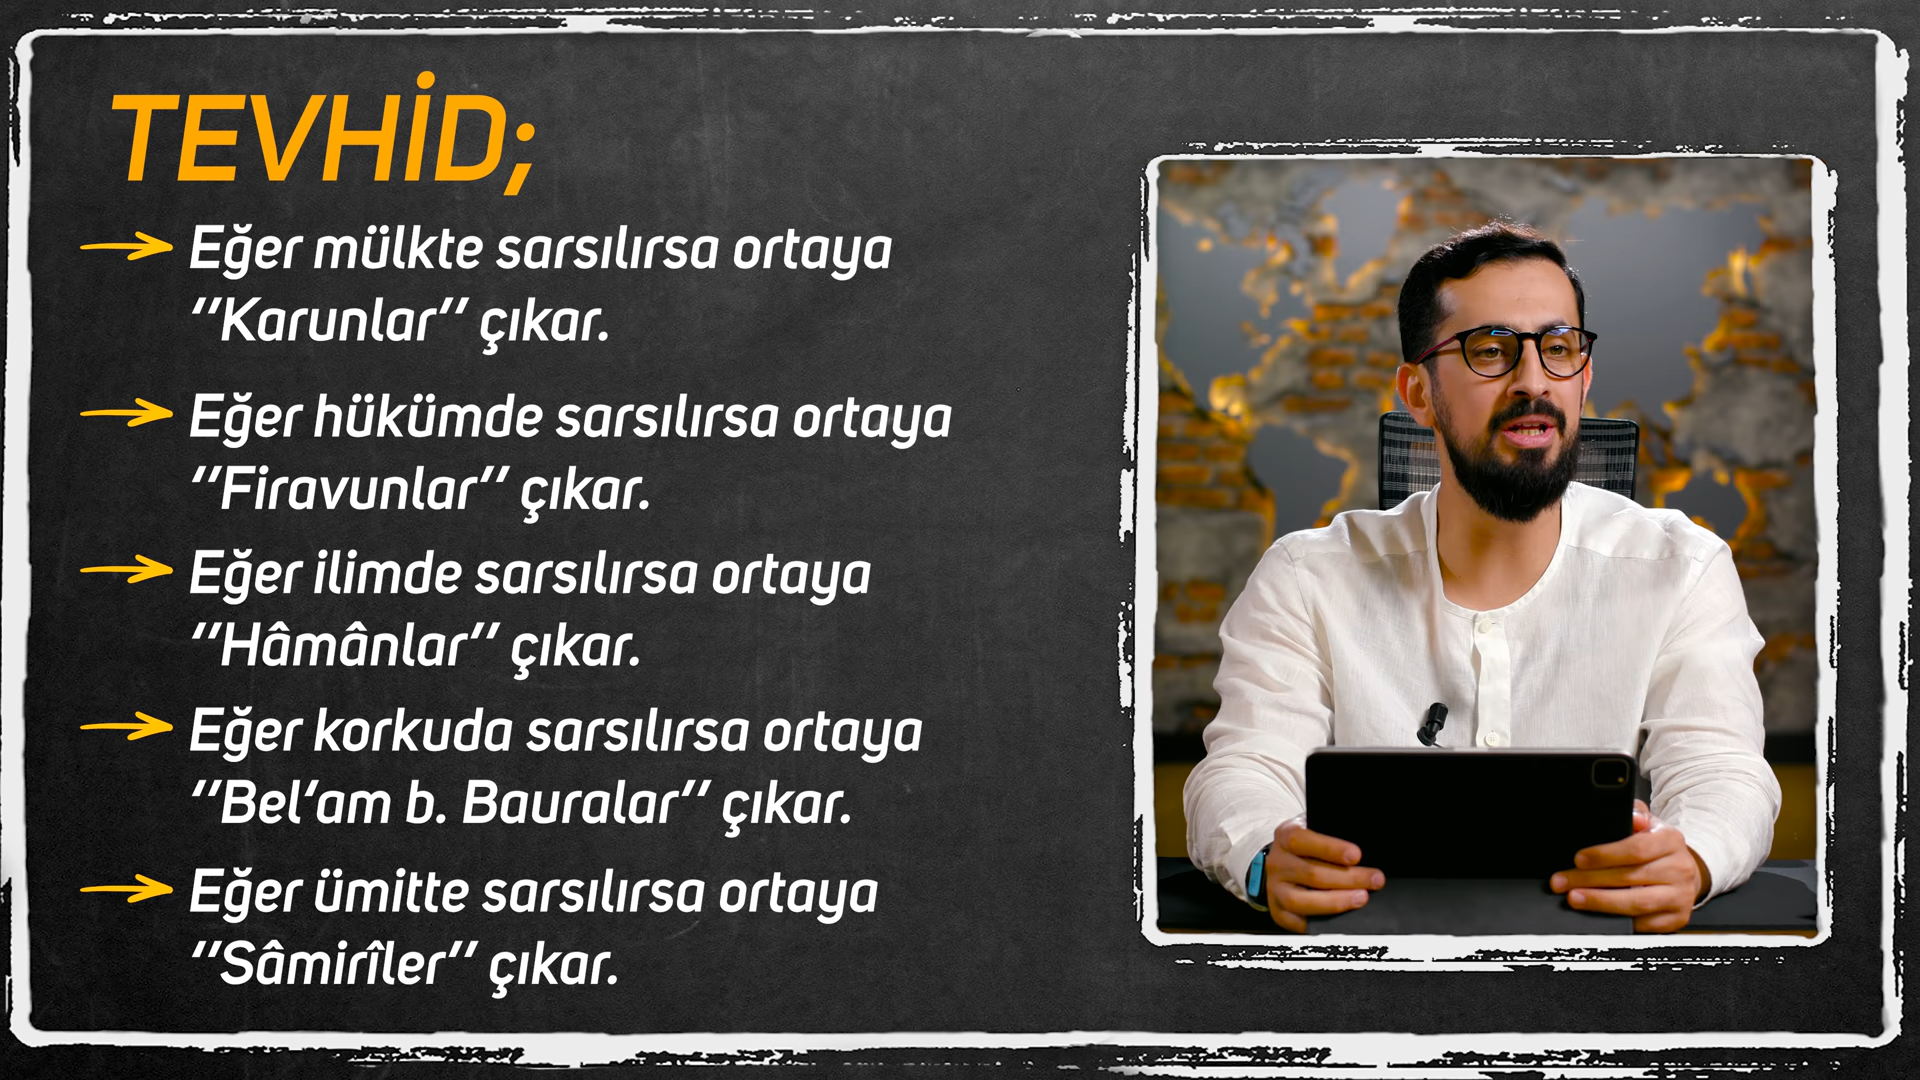 TEVHİD;
Eğer mülkte sarsılırsa ortaya
"Karunlar" çıkar.
Eğer hükümde sarsılırsa ortaya
"Firavunlar" çıkar.
Eğer ilimde sarsılırsa ortaya
"Hâmânlar" çıkar.
Eğer korkuda sarsılırsa ortaya
"Bel'am b. Bauralar" çıkar.
Eğer ümitte sarsılırsa ortaya
"Sâmirîler" çıkar.